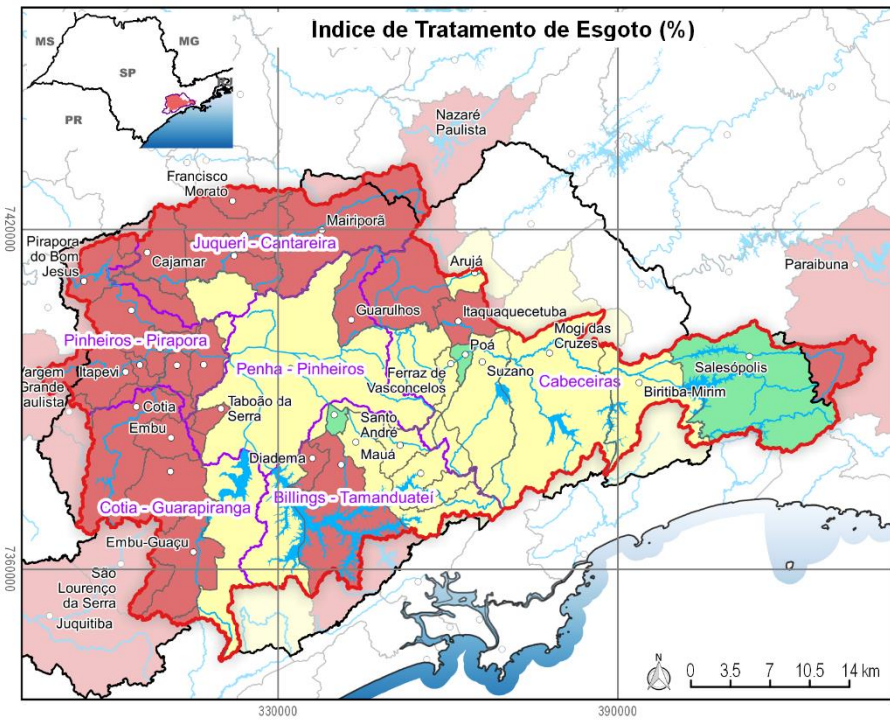 Índice de Tratamento de Esgoto (%)
MS
MG
SP
PR
Nazaré
Paulista
Francisco
Morato
Mairiporã
Juqueri - Cantareira
Pirapora
do Bom
Jesus
Cajamar
Arujá
Paraibuna
Guarulhos
Itaquaquecetuba
Pinheiros - Pirapora
Mogi das
Cruzes
Poá
Penha - Pinheiros
Ferraz de
Vasconcelos
Suzano
Cabeceiras
Salesópolis
Itapevi
Vargem
Grande
Paulista
Biritiba-Mirim
Cotia
Taboão da
Serra
Embu
Santo
André
Mauá
Diadema
Billings - Tamanduateí
Cotia - Guarapiranga
Embu-Guaçu
São
Lourenço
da Serra
Juquitiba
7420000
7360000
330000
390000
N
0 3.5 7 10.5 14 km